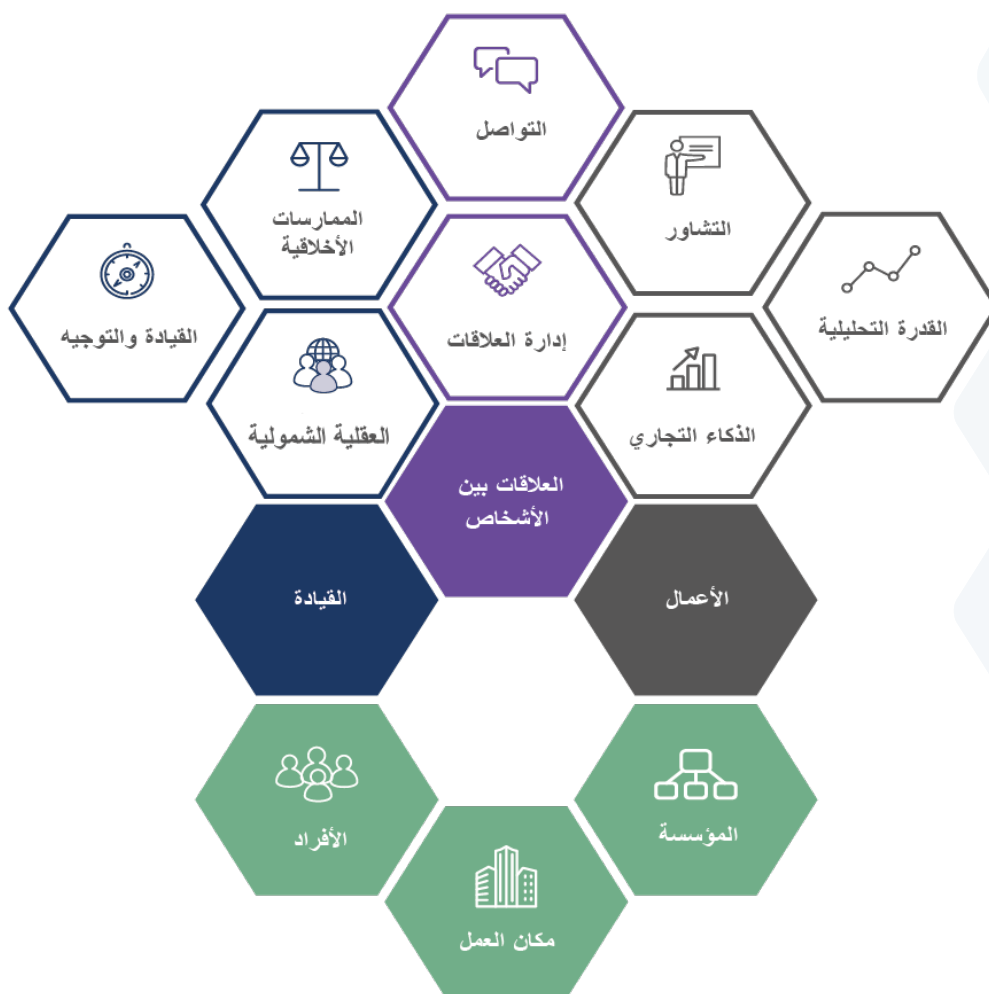 التواصل
الممارسات
الأخلاقية
التشاور
القيادة والتوجيه
إدارة العلاقات
القدرة التحليلية
العقلية الشمولية
الذكاء التجاري
العلاقات بين
الأشخاص
القيادة
الأعمال
الأفراد
المؤسسة
مكان العمل